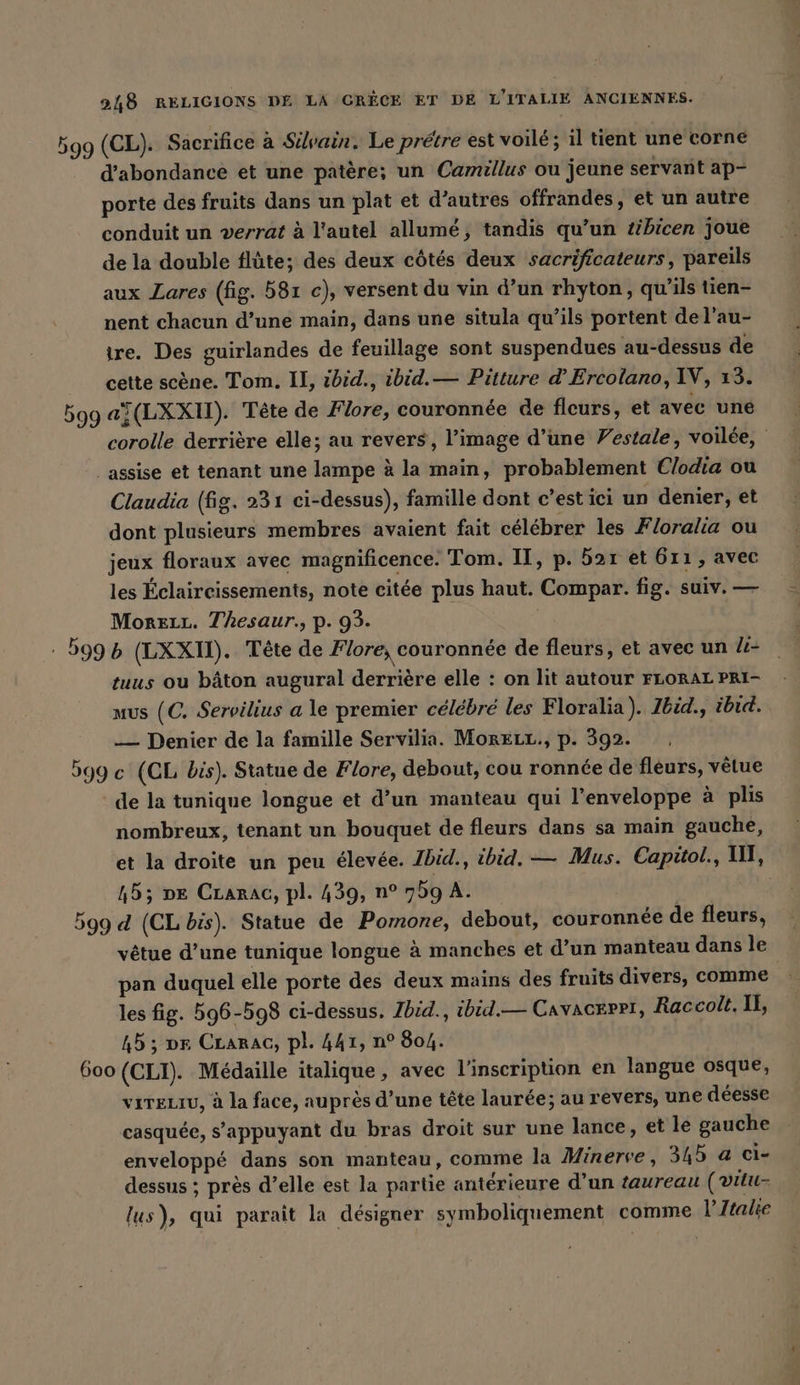 248 RELIGIONS DE LA GRÈCE ET DE L'ITALIE ANCIENNES.
599 (CL). Sacrifice à Silvain. Le prétre est voilé; il tient une corne
d'abondance et une patère; un Camillus ou jeune servant ap-
porte des fruits dans un plat et d'autres offrandes, et un autre
conduit un verrat à l'autel allumé, tandis qu'un tibicen joue
de la double flûte; des deux côtés deux sacrificateurs, pareils
aux Lares (fig. 581 c), versent du vin d'un rhyton, qu'ils tien-
nent chacun d'une main, dans une situla qu'ils portent de l'au-
tre. Des guirlandes de feuillage sont suspendues au-dessus de
cette scène. Tom. II, ibid., ibid.— Pitture d'Ercolano, IV, 13.
599 a (LXXII). Tête de Flore, couronnée de fleurs, et avec une
corolle derrière elle; au revers, l'image d'une Vestale, voilée,
assise et tenant une lampe à la main, probablement Clodia ou
Claudia (fig. 231 ci-dessus), famille dont c'est ici un denier, et
dont plusieurs membres avaient fait célébrer les Floralia ou
jeux floraux avec magnificence. Tom. II, p. 521 et 611, avec
les Éclaircissements, note citée plus haut. Compar. fig. suiv. —
MORELL. Thesaur., p. 93.
599 b (LXXII). Tête de Flore, couronnée de fleurs, et avec un li-
tuus ou bâton augural derrière elle : on lit autour FLORAL PRI-
MUS (C. Servilius a le premier célébré les Floralia). Ibid., ibid.
— Denier de la famille Servilia. MORELL., p. 392.
599 c (CL bis). Statue de Flore, debout, cou ronnée de fleurs, vêtue
de la tunique longue et d'un manteau qui l'enveloppe à plis
nombreux, tenant un bouquet de fleurs dans sa main gauche,
et la droite un peu élevée. Ibid., ibid. — Mus. Capitol., III,
45; DE CLARAC, pl. 439, nº 759 A.
599 d (CL bis). Statue de Pomone, debout, couronnée de fleurs,
vêtue d'une tunique longue à manches et d'un manteau dans le
pan duquel elle porte des deux mains des fruits divers, comme
les fig. 596-598 ci-dessus. Ibid., ibid.— CAVACEPPI, Raccolt. II,
45; DE CLARAC, pl. 441, nº 804.
600 (CLI). Médaille italique, avec l'inscription en langue osque,
VITELIU, à la face, auprès d'une tête laurée; au revers, une déesse
casquée, s'appuyant du bras droit sur une lance, et le gauche
enveloppé dans son manteau, comme la Minerve, 345 a ci-
dessus; près d'elle est la partie antérieure d'un taureau (vitu-
lus), qui paraît la désigner symboliquement comme l'Italie